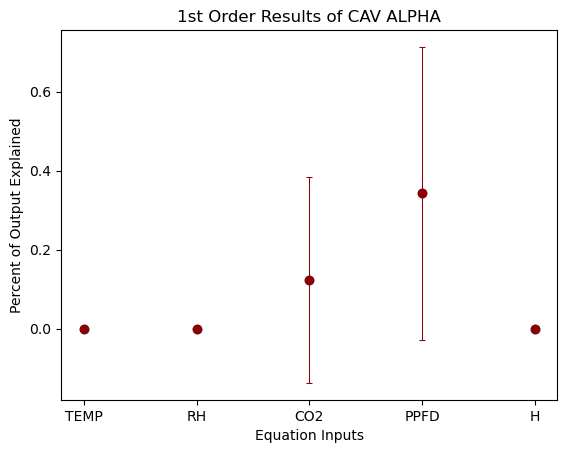 1st Order Results of CAV ALPHA
Percent of Output Explained
0.6
0.4
0.2
0.0
TEMP RH CO2 PPFD H
Equation Inputs